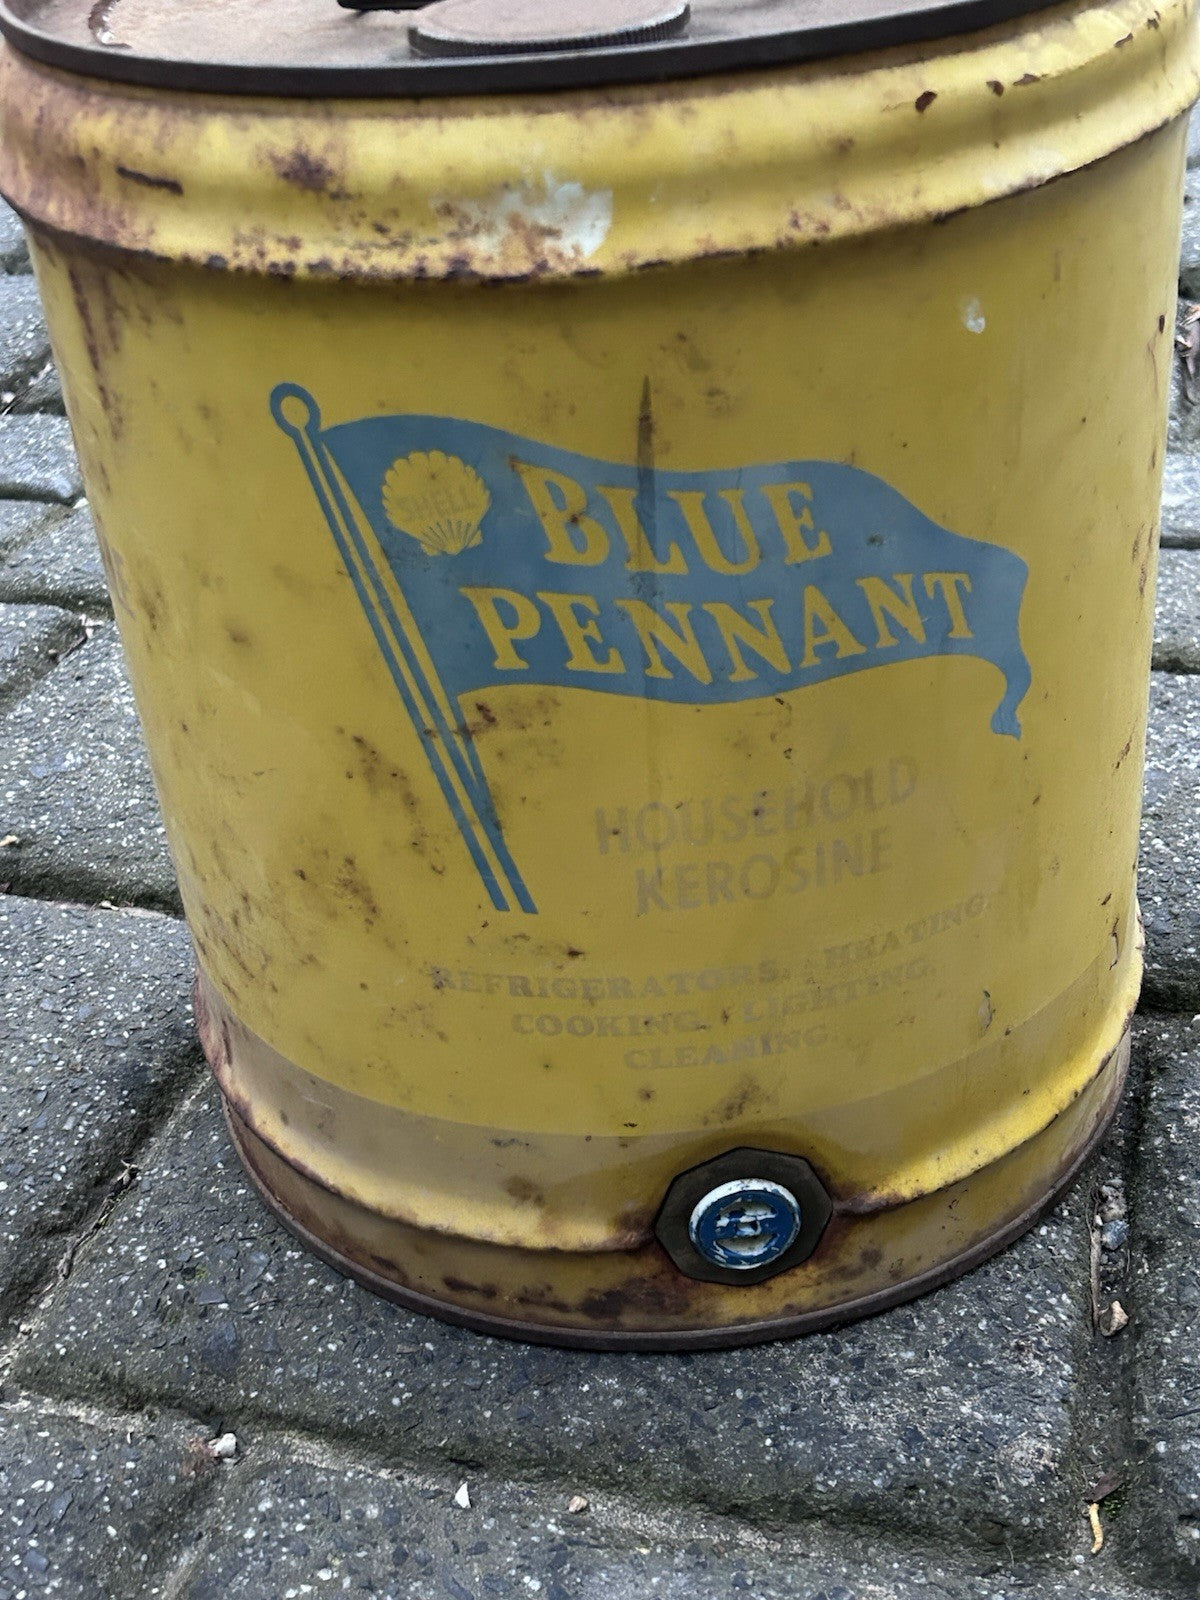 SHELL
BLUE
PENNANT
HOUSEHOLD
KEROSINE
REFRIGERATORS, HEATING,
COOKING, LIGHTING,
CLEANING